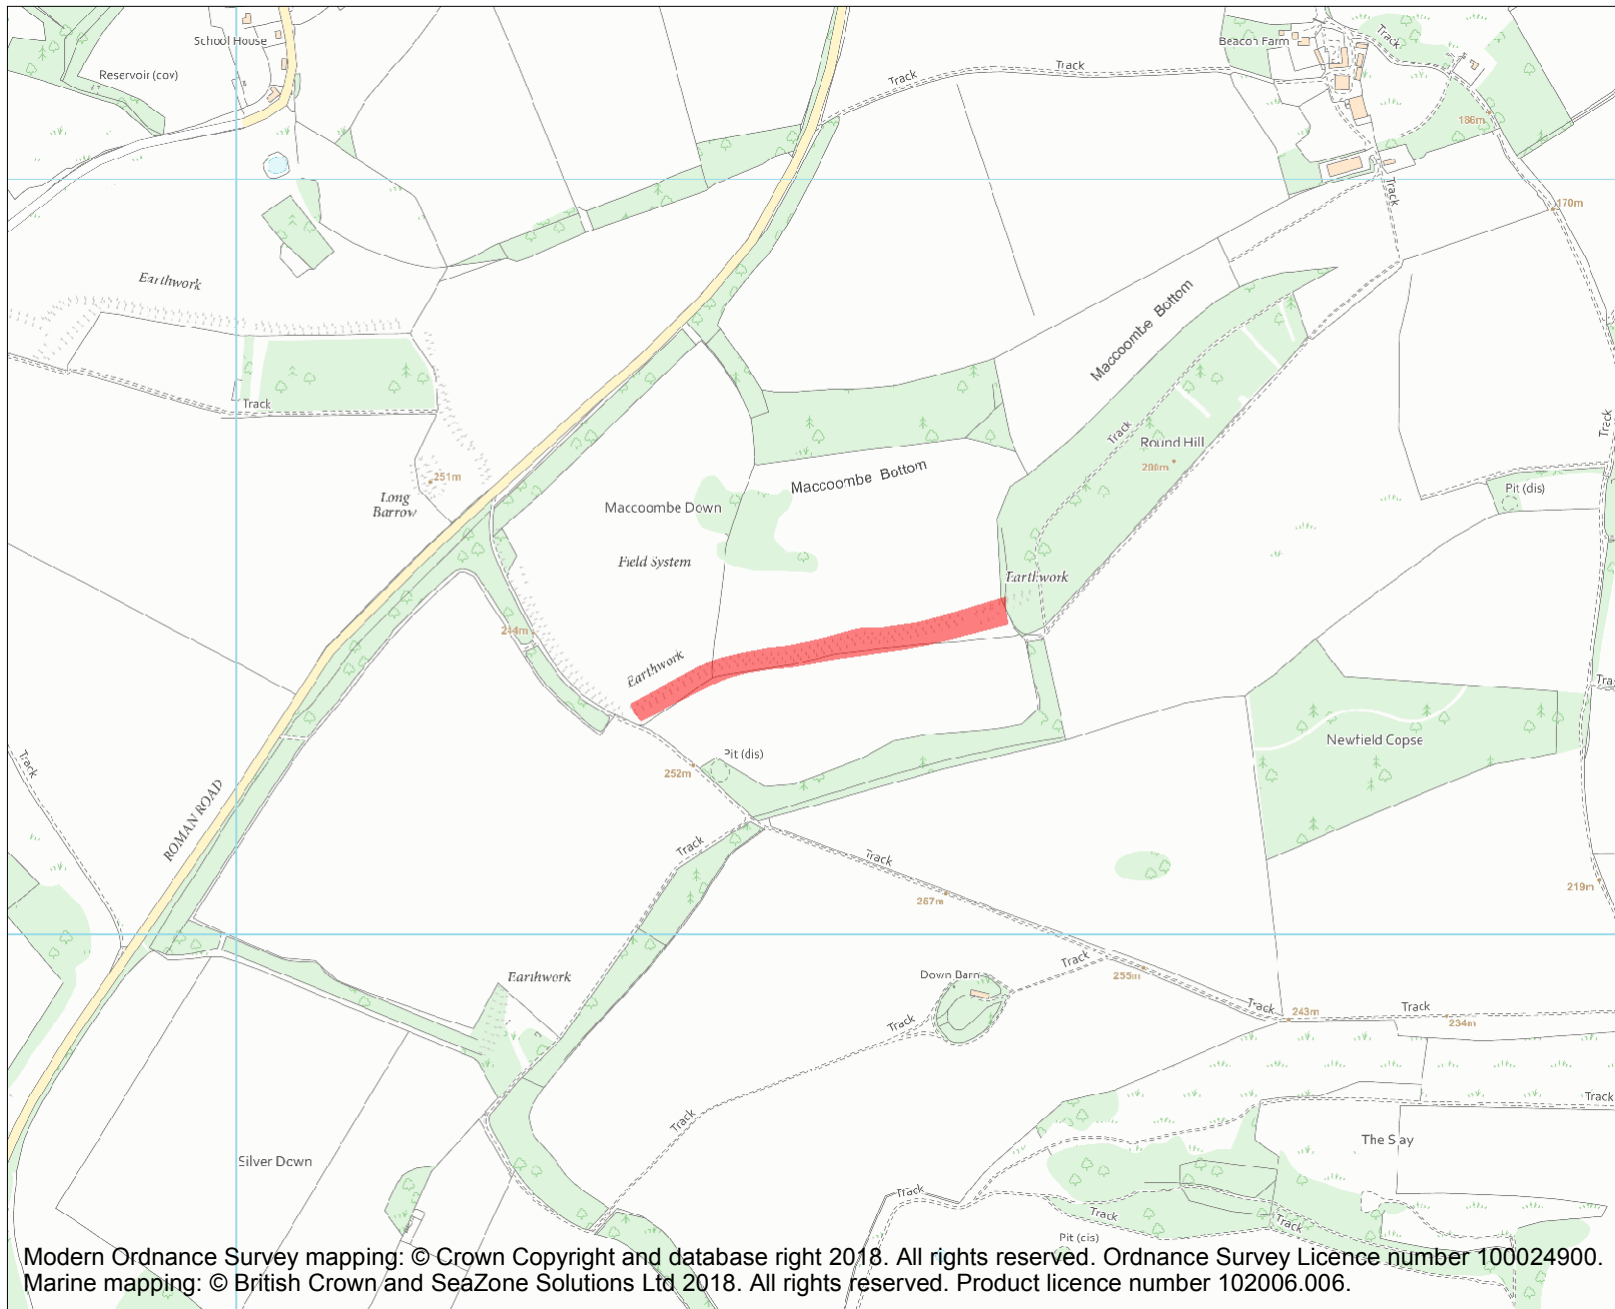 School House
Reservoir (cov)
Track
Track
Beacon Farm
Track
186m
Track
170m
Earthwork
Maccoombe Bottom
Track
Track
Track
Round Hill
200m
251m
Long
Barrow
Maccoombe Bottom
Maccoombe Down
Pit (dis)
Field System
Earthwork
244m
Earthwork
Pit (dis)
252m
Newfield Copse
Track
ROMAN ROAD
Track
Track
219m
267m
Earthwork
Down Barn
Track
255m
Track
243m
Track
234m
Track
Track
Track
The Slay
Silver Down
Track
Track
Track
Pit (dis)
Modern Ordnance Survey mapping: © Crown Copyright and database right 2018. All rights reserved. Ordnance Survey Licence number 100024900.
Marine mapping: © British Crown and SeaZone Solutions Ltd 2018. All rights reserved. Product licence number 102006.006.